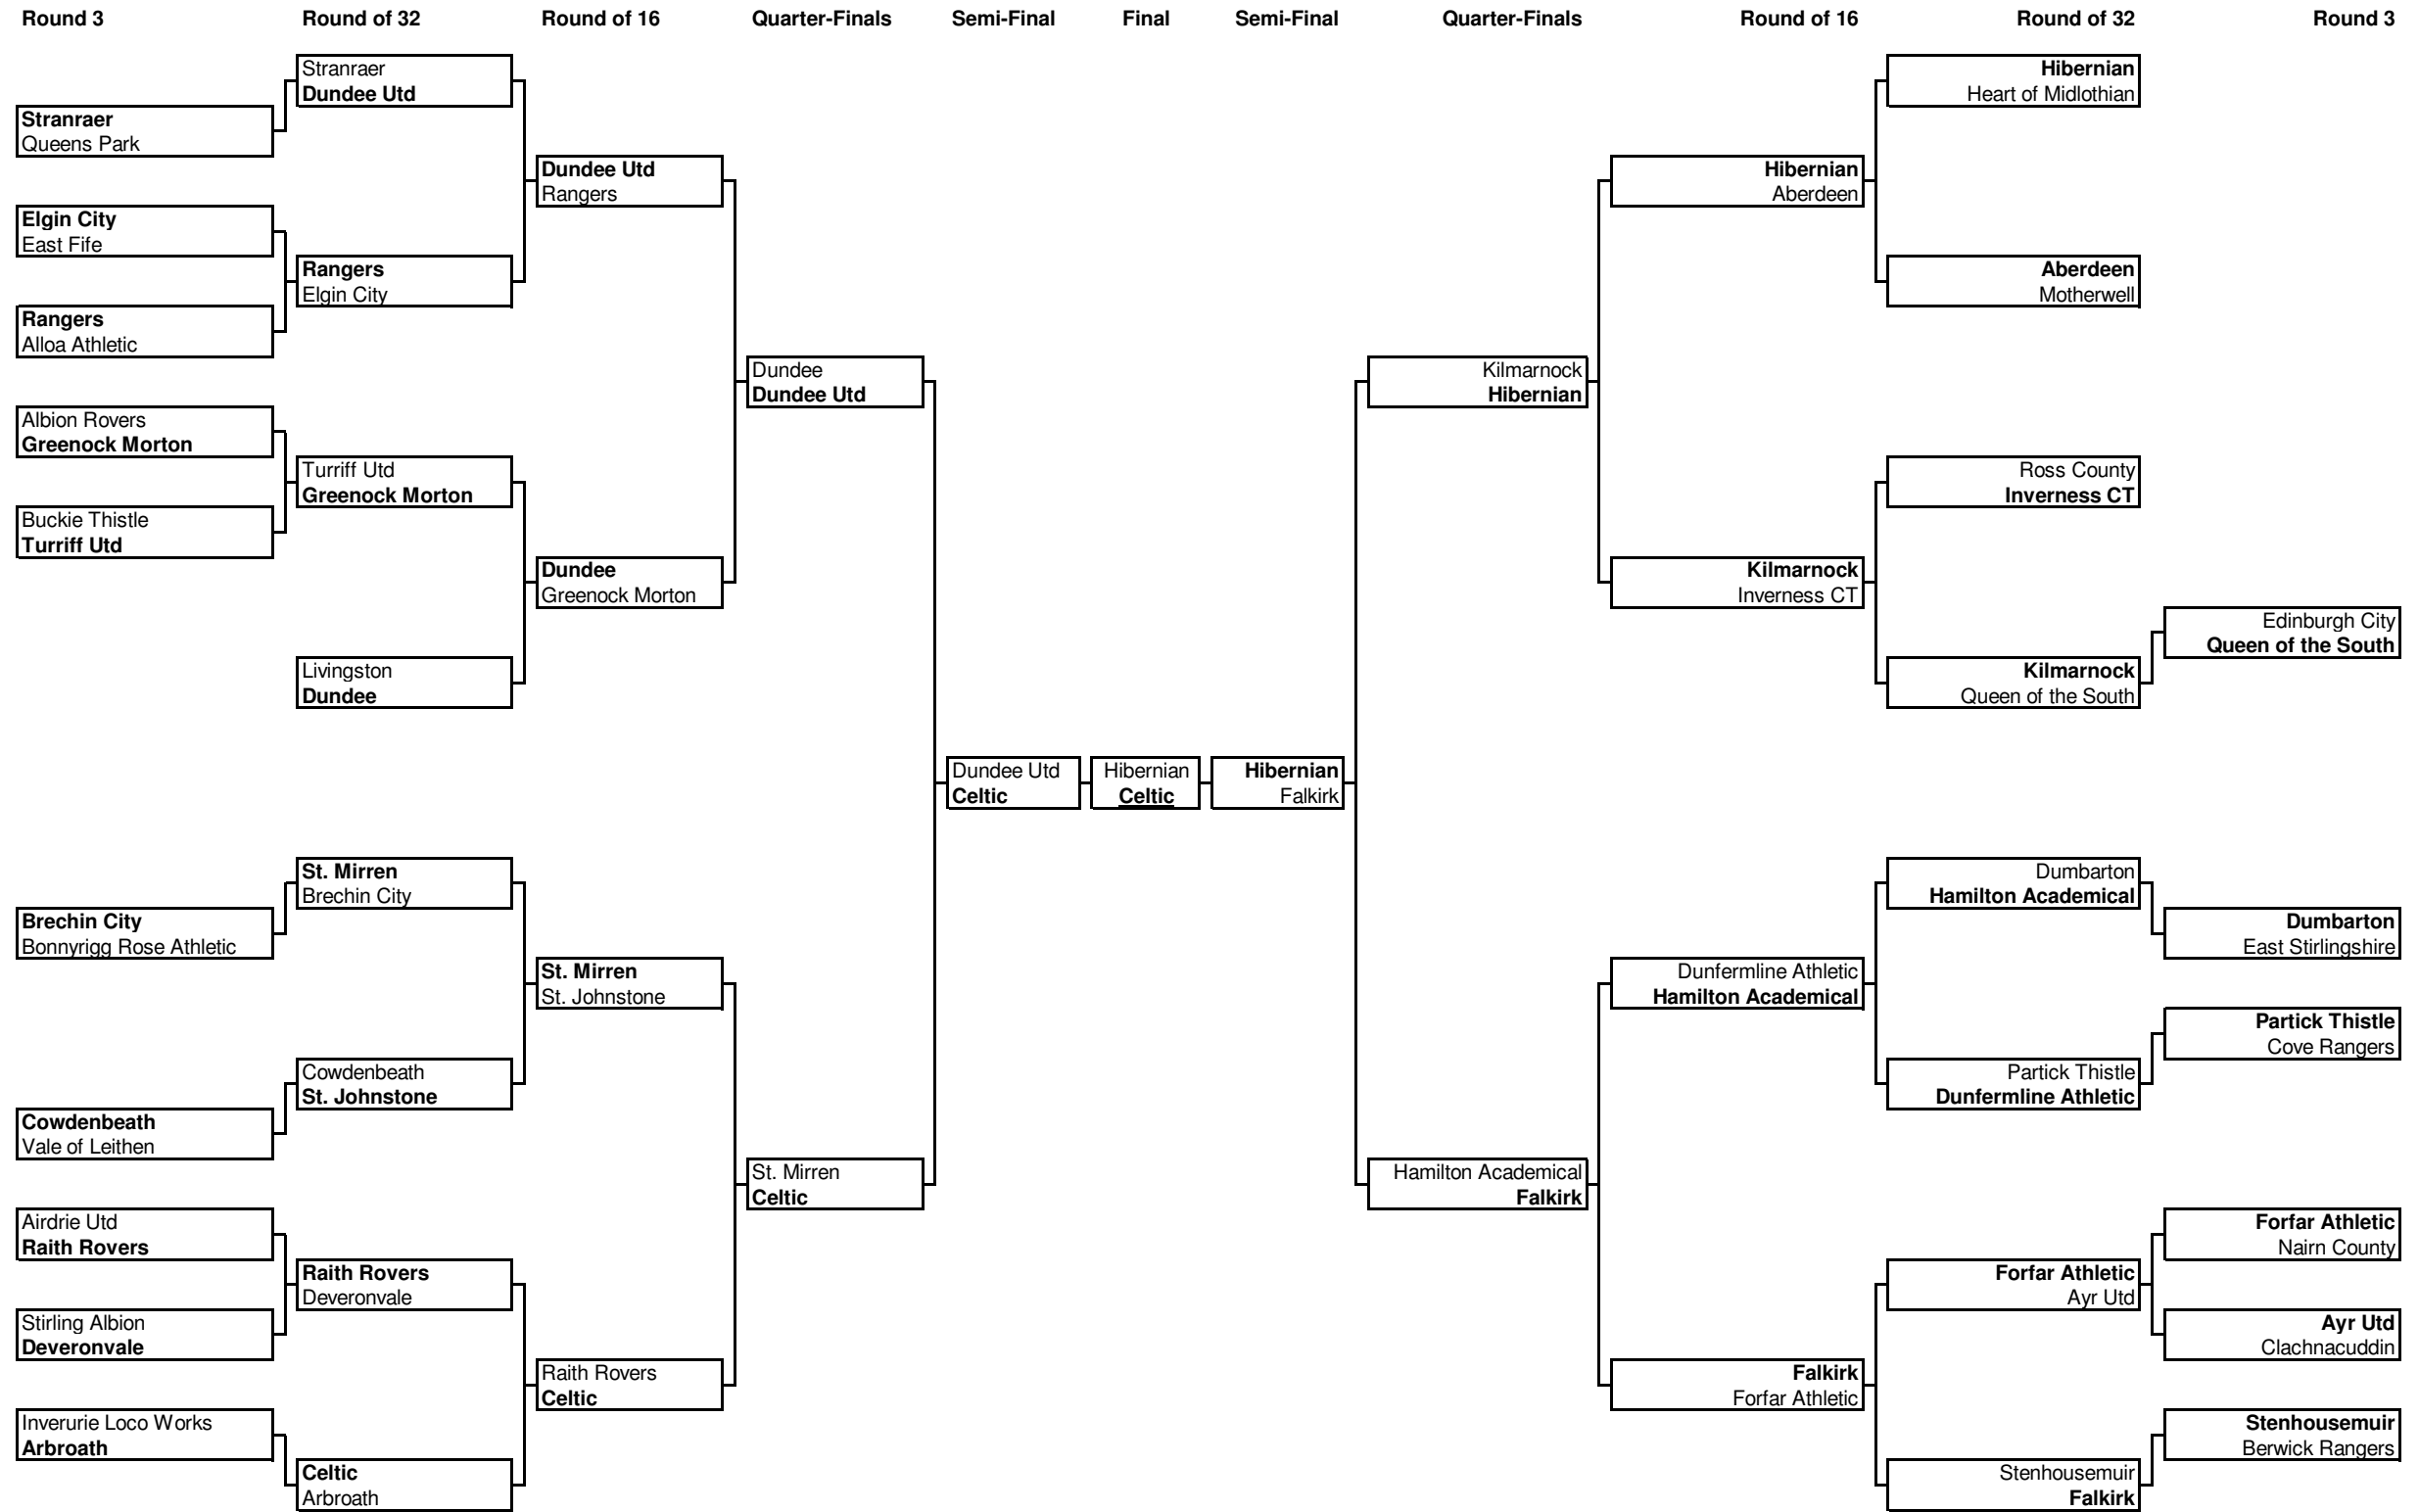 Round 3
Round of 32
Round of 16
Quarter-Finals
Semi-Final
Final
Semi-Final
Quarter-Finals
Round of 16
Round of 32
Round 3
Stranraer
Queens Park
Elgin City
East Fife
Rangers
Alloa Athletic
Albion Rovers
Greenock Morton
Buckie Thistle
Turriff Utd
Brechin City
Bonnyrigg Rose Athletic
Cowdenbeath
Vale of Leithen
Airdrie Utd
Raith Rovers
Stirling Albion
Deveronvale
Inverurie Loco Works
Arbroath
Stranraer
Dundee Utd
Rangers
Elgin City
Turriff Utd
Greenock Morton
Livingston
Dundee
St. Mirren
Brechin City
Cowdenbeath
St. Johnstone
Raith Rovers
Deveronvale
Celtic
Arbroath
Dundee Utd
Rangers
Dundee
Greenock Morton
St. Mirren
St. Johnstone
Raith Rovers
Celtic
Dundee
Dundee Utd
St. Mirren
Celtic
Dundee Utd
Celtic
Hibernian
Celtic
Hibernian
Falkirk
Kilmarnock
Hibernian
Hamilton Academical
Falkirk
Hibernian
Aberdeen
Kilmarnock
Inverness CT
Dunfermline Athletic
Hamilton Academical
Falkirk
Forfar Athletic
Hibernian
Heart of Midlothian
Aberdeen
Motherwell
Ross County
Inverness CT
Kilmarnock
Queen of the South
Dumbarton
Hamilton Academical
Partick Thistle
Dunfermline Athletic
Forfar Athletic
Ayr Utd
Stenhousemuir
Falkirk
Edinburgh City
Queen of the South
Dumbarton
East Stirlingshire
Partick Thistle
Cove Rangers
Forfar Athletic
Nairn County
Ayr Utd
Clachnacuddin
Stenhousemuir
Berwick Rangers